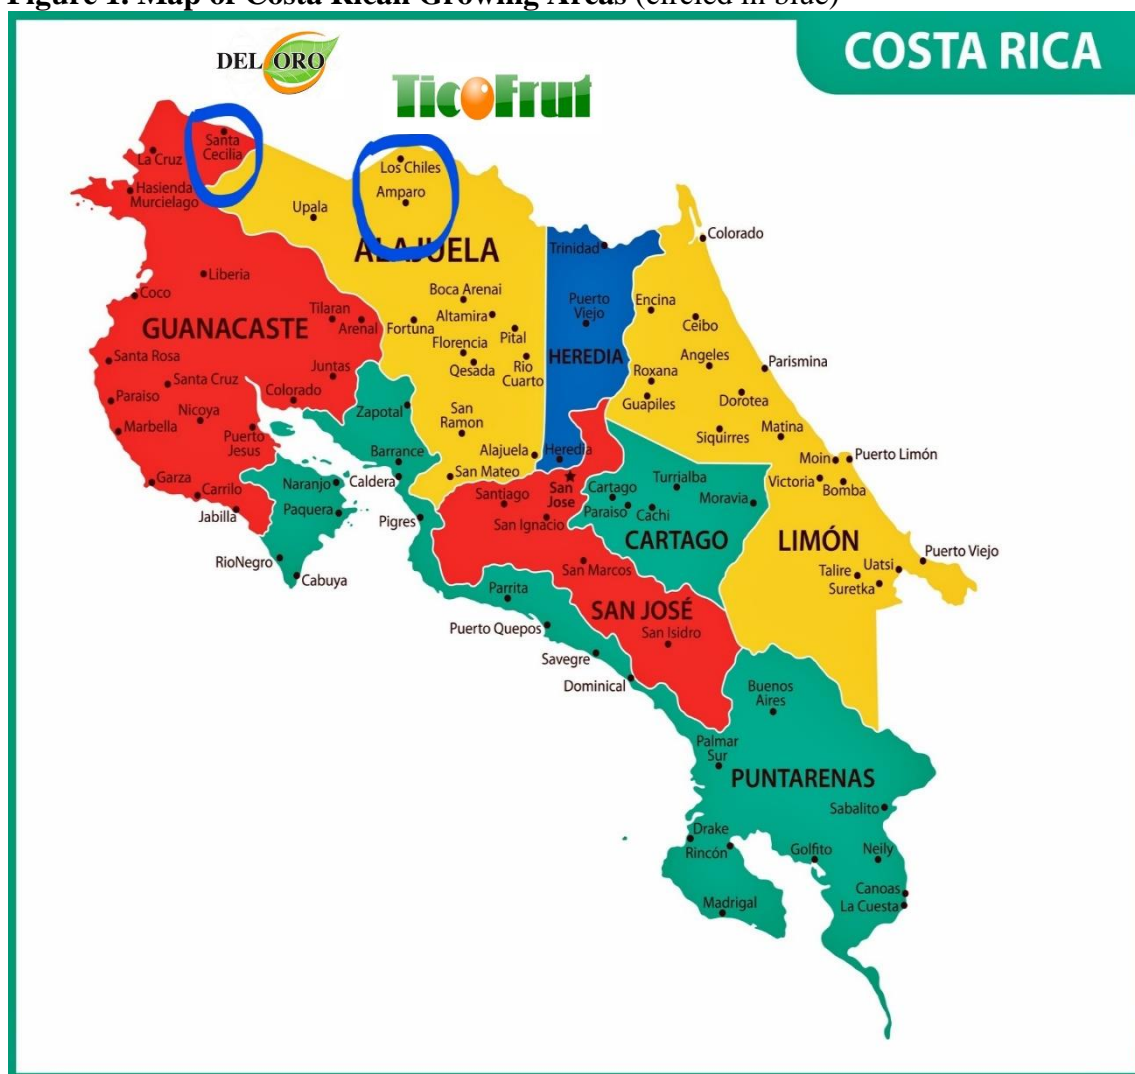 Figure 1. Map of Costa Rican Growing Areas (circled in blue)
COSTA RICA
DEL ORO
TicoFrut
Santa
Cecilia
La Cruz
Hasienda
Murcielago
Los Chiles
Amparo
Upala
ALAJUELA
Trinidad
Colorado
Liberia
Coco
Boca Arenai
Altamira
Puerto
Viejo
Encina
Ceibo
Tilaran
Arenal
GUANACASTE
Fortuna
Florencia
Pital
Qesada
Rio
Cuarto
HEREDIA
Roxana
Angeles
Parismina
Santa Rosa
Juntas
Santa Cruz
Colorado
Paraiso
Nicoya
Marbella
Puerto
Jesus
Zapotal
San
Ramon
Guapiles
Dorotea
Siquirres
Matina
Barrance
Alajuela
Heredia
Moin
Puerto Limón
Garza
Carrilo
Jabilla
Naranjo
Paquera
Caldera
San Mateo
Santiago
San
Jose
Cartago
Turrialba
Moravia
Victoria
Bomba
Pigres
San Ignacio
Paraiso
Cachi
CARTAGO
LIMÓN
RioNegro
Cabuya
San Marcos
Talire
Uatsi
Suretka
Puerto Viejo
Parrita
SAN JOSÉ
Puerto Quepos
San Isidro
Savegre
Dominical
Buenos
Aires
Palmar
Sur
PUNTARENAS
Sabalito
Drake
Rincón
Golfito
Neily
Canoas
La Cuesta
Madrigal